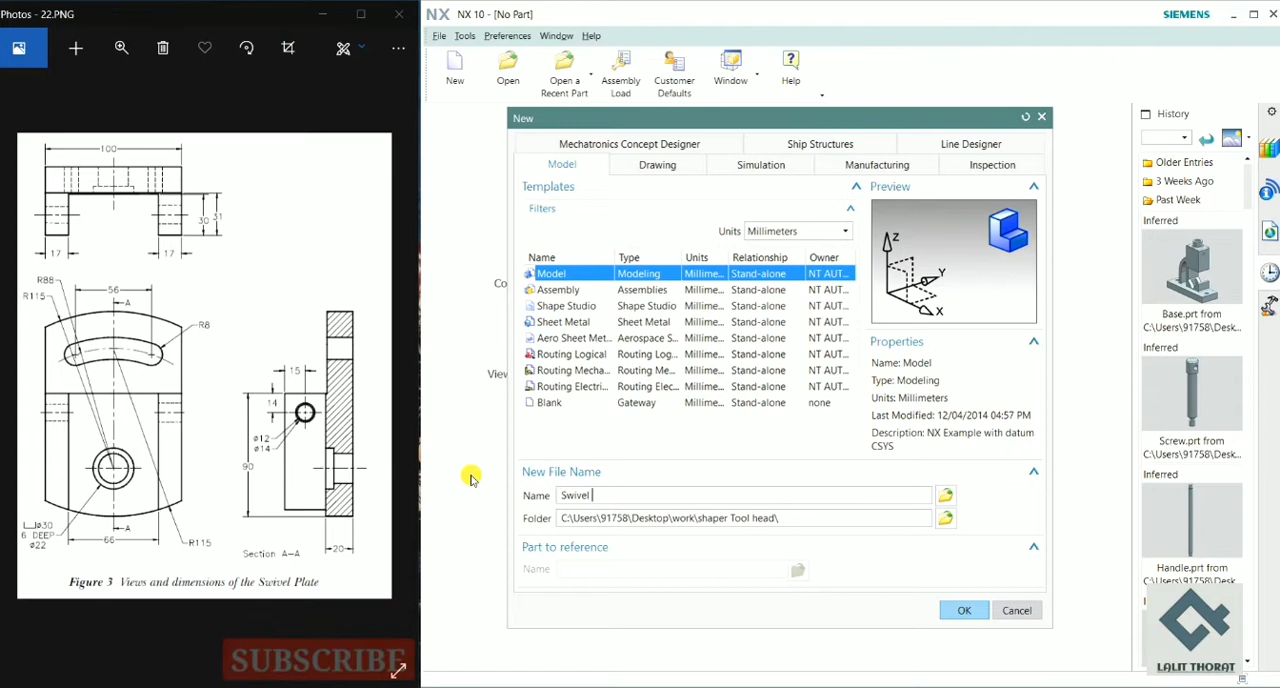 Photos - 22.PNG
100
30
31
17
17
R88
R115
56
A
R8
15
14
ø12
ø14
90
⌴ø30
6 DEEP
ø22
A
66
R115
Section A-A
20
Figure 3 Views and dimensions of the Swivel Plate
SUBSCRIBE
NX NX 10 - [No Part]
SIEMENS
File Tools Preferences Window Help
New
Open
Open a Recent Part
Assembly Load
Customer Defaults
Window
Help
New
Mechatronics Concept Designer Ship Structures Line Designer
Model Drawing Simulation Manufacturing Inspection
Templates
Filters
Units Millimeters
Name Type Units Relationship Owner
Model Modeling Millime... Stand-alone NT AUT...
Assembly Assemblies Millime... Stand-alone NT AUT...
Shape Studio Shape Studio Millime... Stand-alone NT AUT...
Sheet Metal Sheet Metal Millime... Stand-alone NT AUT...
Aero Sheet Met... Aerospace S... Millime... Stand-alone NT AUT...
Routing Logical Routing Log... Millime... Stand-alone NT AUT...
Routing Mecha... Routing Me... Millime... Stand-alone NT AUT...
Routing Electri... Routing Elec... Millime... Stand-alone NT AUT...
Blank Gateway Millime... Stand-alone none
Preview
Z
Y
X
Properties
Name: Model
Type: Modeling
Units: Millimeters
Last Modified: 12/04/2014 04:57 PM
Description: NX Example with datum
CSYS
New File Name
Name Swivel
Folder C:\Users\91758\Desktop\work\shaper Tool head\
Part to reference
Name
OK Cancel
Co
View
History
Older Entries
3 Weeks Ago
Past Week
Inferred
Base.prt from
C:\Users\91758\Desk...
Inferred
Screw.prt from
C:\Users\91758\Desk...
Inferred
Handle.prt from
C:\Users\91758\Desk...
LALIT THORAT